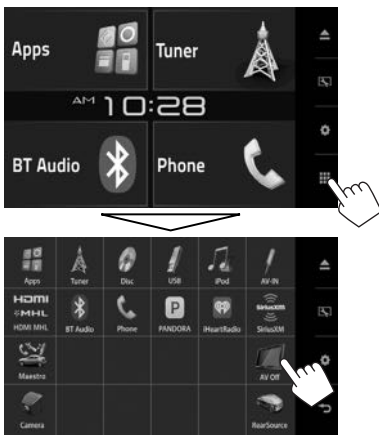 Apps
Tuner
AM 10:28
BT Audio
Phone
Apps Tuner Disc USB iPod AV-IN
HDMI
MHL
HDMI MHL BT Audio Phone P PANDORA iHeartRadio SiriusXM SiriusXM
Maestro AV Off
Camera RearSource